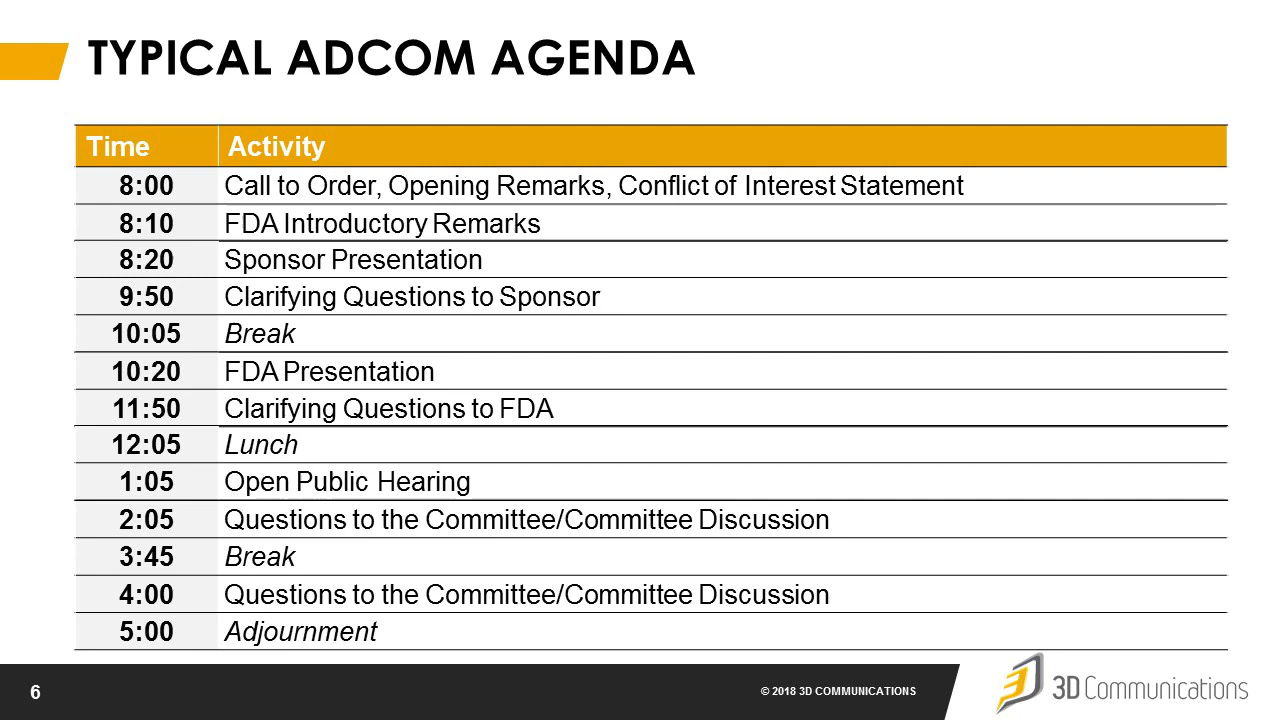 TYPICAL ADCOM AGENDA
Time Activity
8:00 Call to Order, Opening Remarks, Conflict of Interest Statement
8:10 FDA Introductory Remarks
8:20 Sponsor Presentation
9:50 Clarifying Questions to Sponsor
10:05 Break
10:20 FDA Presentation
11:50 Clarifying Questions to FDA
12:05 Lunch
1:05 Open Public Hearing
2:05 Questions to the Committee/Committee Discussion
3:45 Break
4:00 Questions to the Committee/Committee Discussion
5:00 Adjournment
6 © 2018 3D COMMUNICATIONS 3D Communications